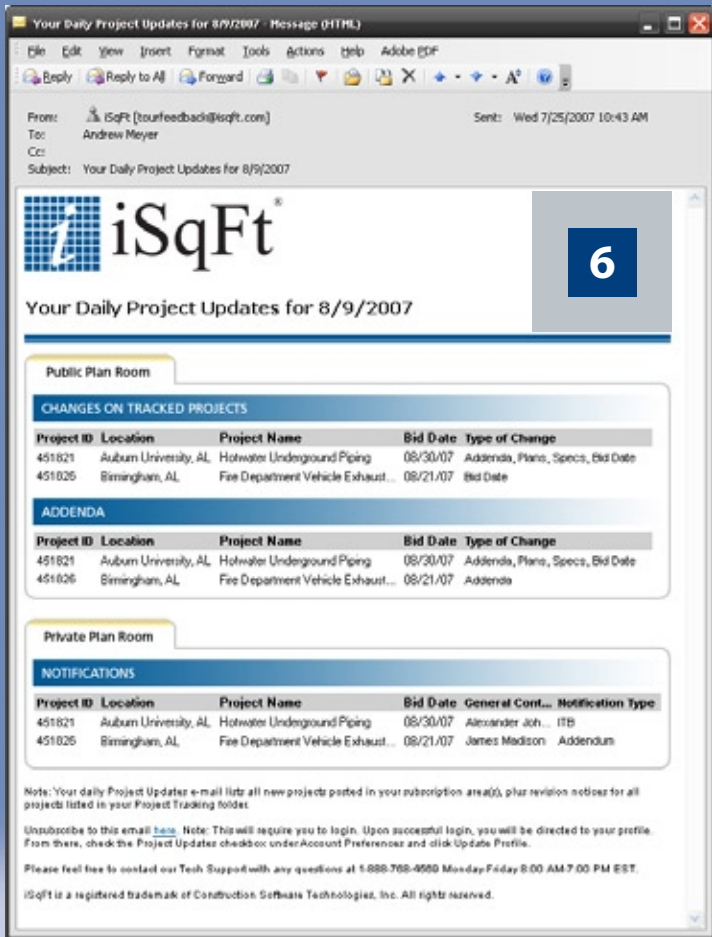 Your Daily Project Updates for 8/9/2007 - Message (HTML)
File Edit View Insert Format Tools Actions Help Adobe PDF
Reply Reply to All Forward
From: iSqFt [tourfeedback@isqft.com] Sent: Wed 7/25/2007 10:43 AM
To: Andrew Meyer
Cc:
Subject: Your Daily Project Updates for 8/9/2007
i iSqFt®
6
Your Daily Project Updates for 8/9/2007
Public Plan Room
CHANGES ON TRACKED PROJECTS
Project ID Location Project Name Bid Date Type of Change
451821 Auburn University, AL Hotwater Underground Piping 08/30/07 Addenda, Plans, Specs, Bid Date
451826 Birmingham, AL Fire Department Vehicle Exhaust... 08/21/07 Bid Date
ADDENDA
Project ID Location Project Name Bid Date Type of Change
451821 Auburn University, AL Hotwater Underground Piping 08/30/07 Addenda, Plans, Specs, Bid Date
451826 Birmingham, AL Fire Department Vehicle Exhaust... 08/21/07 Addenda
Private Plan Room
NOTIFICATIONS
Project ID Location Project Name Bid Date General Cont... Notification Type
451821 Auburn University, AL Hotwater Underground Piping 08/30/07 Alexander Joh... ITB
451826 Birmingham, AL Fire Department Vehicle Exhaust... 08/21/07 James Madison Addendum
Note: Your daily Project Updates e-mail lists all new projects posted in your subscription area(s), plus revision notices for all
projects listed in your Project Tracking folder.
Unsubscribe to this email here. Note: This will require you to login. Upon successful login, you will be directed to your profile.
From there, check the Project Updates checkbox under Account Preferences and click Update Profile.
Please feel free to contact our Tech Support with any questions at 1-888-768-4569 Monday-Friday 8:00 AM-7:00 PM EST.
iSqFt is a registered trademark of Construction Software Technologies, Inc. All rights reserved.